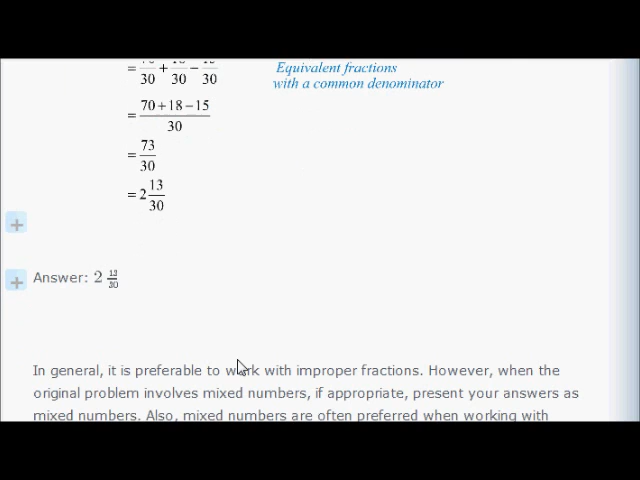 = 70/30 + 18/30 − 15/30 Equivalent fractions
with a common denominator
= 70 + 18 − 15 / 30
= 73/30
= 2 13/30
Answer: 2 13/30
In general, it is preferable to work with improper fractions. However, when the
original problem involves mixed numbers, if appropriate, present your answers as
mixed numbers. Also, mixed numbers are often preferred when working with